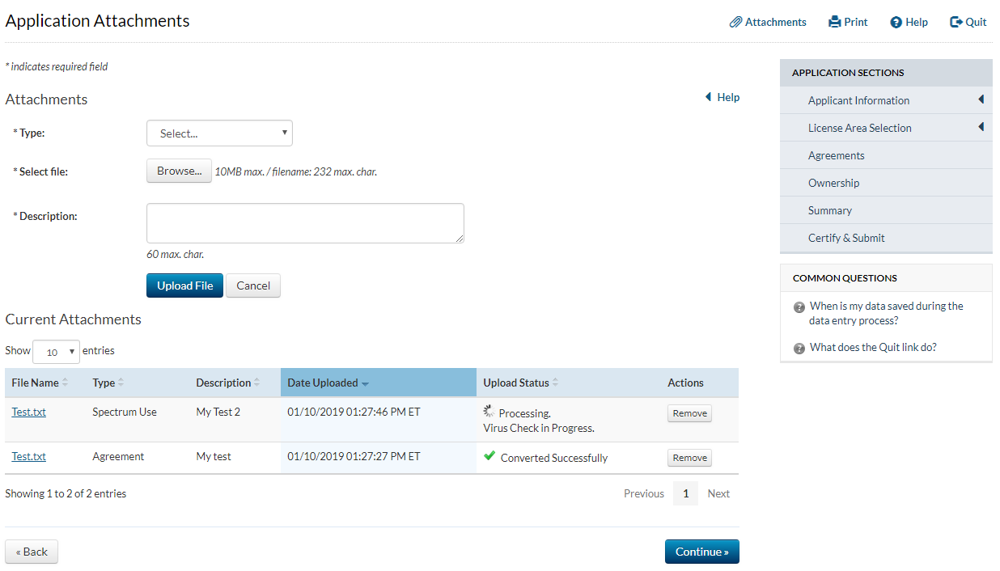 Application Attachments
Attachments Print Help Quit
* indicates required field
Attachments
Help
* Type:
Select...
* Select file:
Browse... 10MB max. / filename: 232 max. char.
* Description:
60 max. char.
Upload File Cancel
Current Attachments
Show 10 entries
File Name Type Description Date Uploaded Upload Status Actions
Test.txt Spectrum Use My Test 2 01/10/2019 01:27:46 PM ET Processing. Remove
Virus Check in Progress.
Test.txt Agreement My test 01/10/2019 01:27:27 PM ET Converted Successfully Remove
Showing 1 to 2 of 2 entries
Previous 1 Next
« Back
Continue »
APPLICATION SECTIONS
Applicant Information
License Area Selection
Agreements
Ownership
Summary
Certify & Submit
COMMON QUESTIONS
When is my data saved during the
data entry process?
What does the Quit link do?